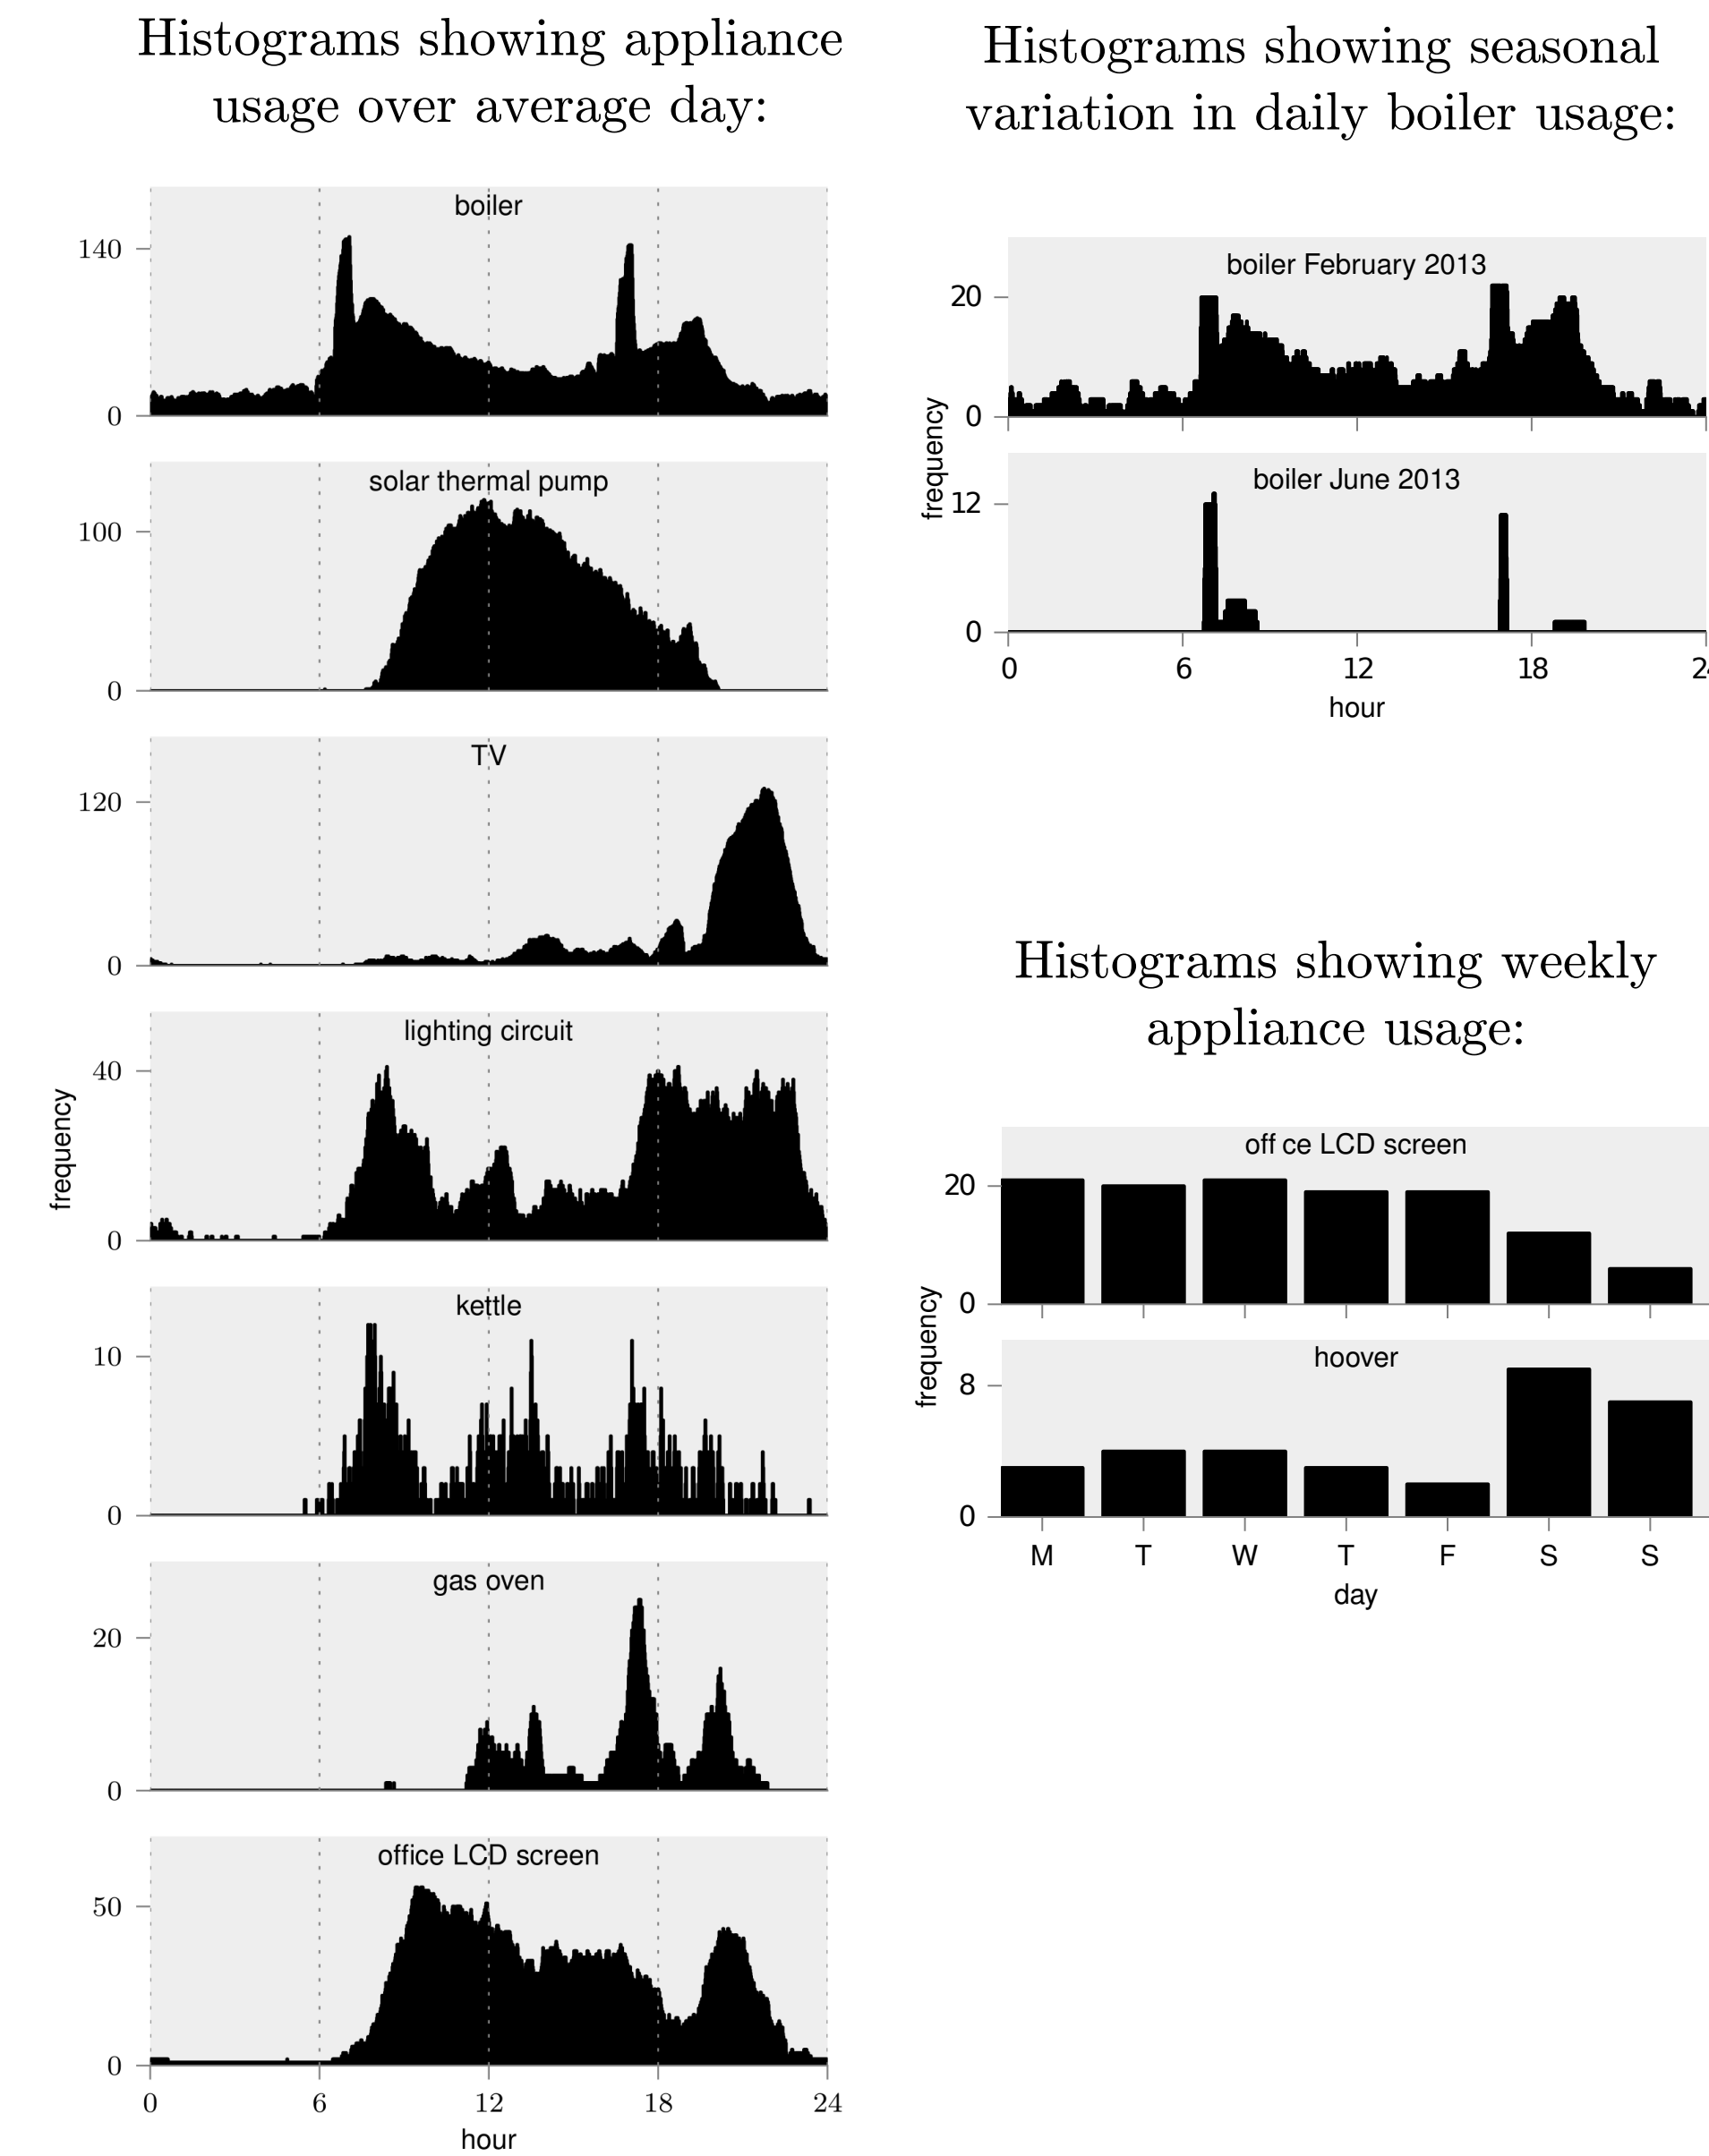 Histograms showing appliance
usage over average day:
boiler
140
0
solar thermal pump
100
0
TV
120
0
lighting circuit
40
0
kettle
10
0
gas oven
20
0
office LCD screen
50
0
0 6 12 18 24
hour
frequency
Histograms showing seasonal
variation in daily boiler usage:
boiler February 2013
20
0
boiler June 2013
12
0
0 6 12 18
hour
frequency
Histograms showing weekly
appliance usage:
off ce LCD screen
20
0
hoover
8
0
M T W T F S S
day
frequency